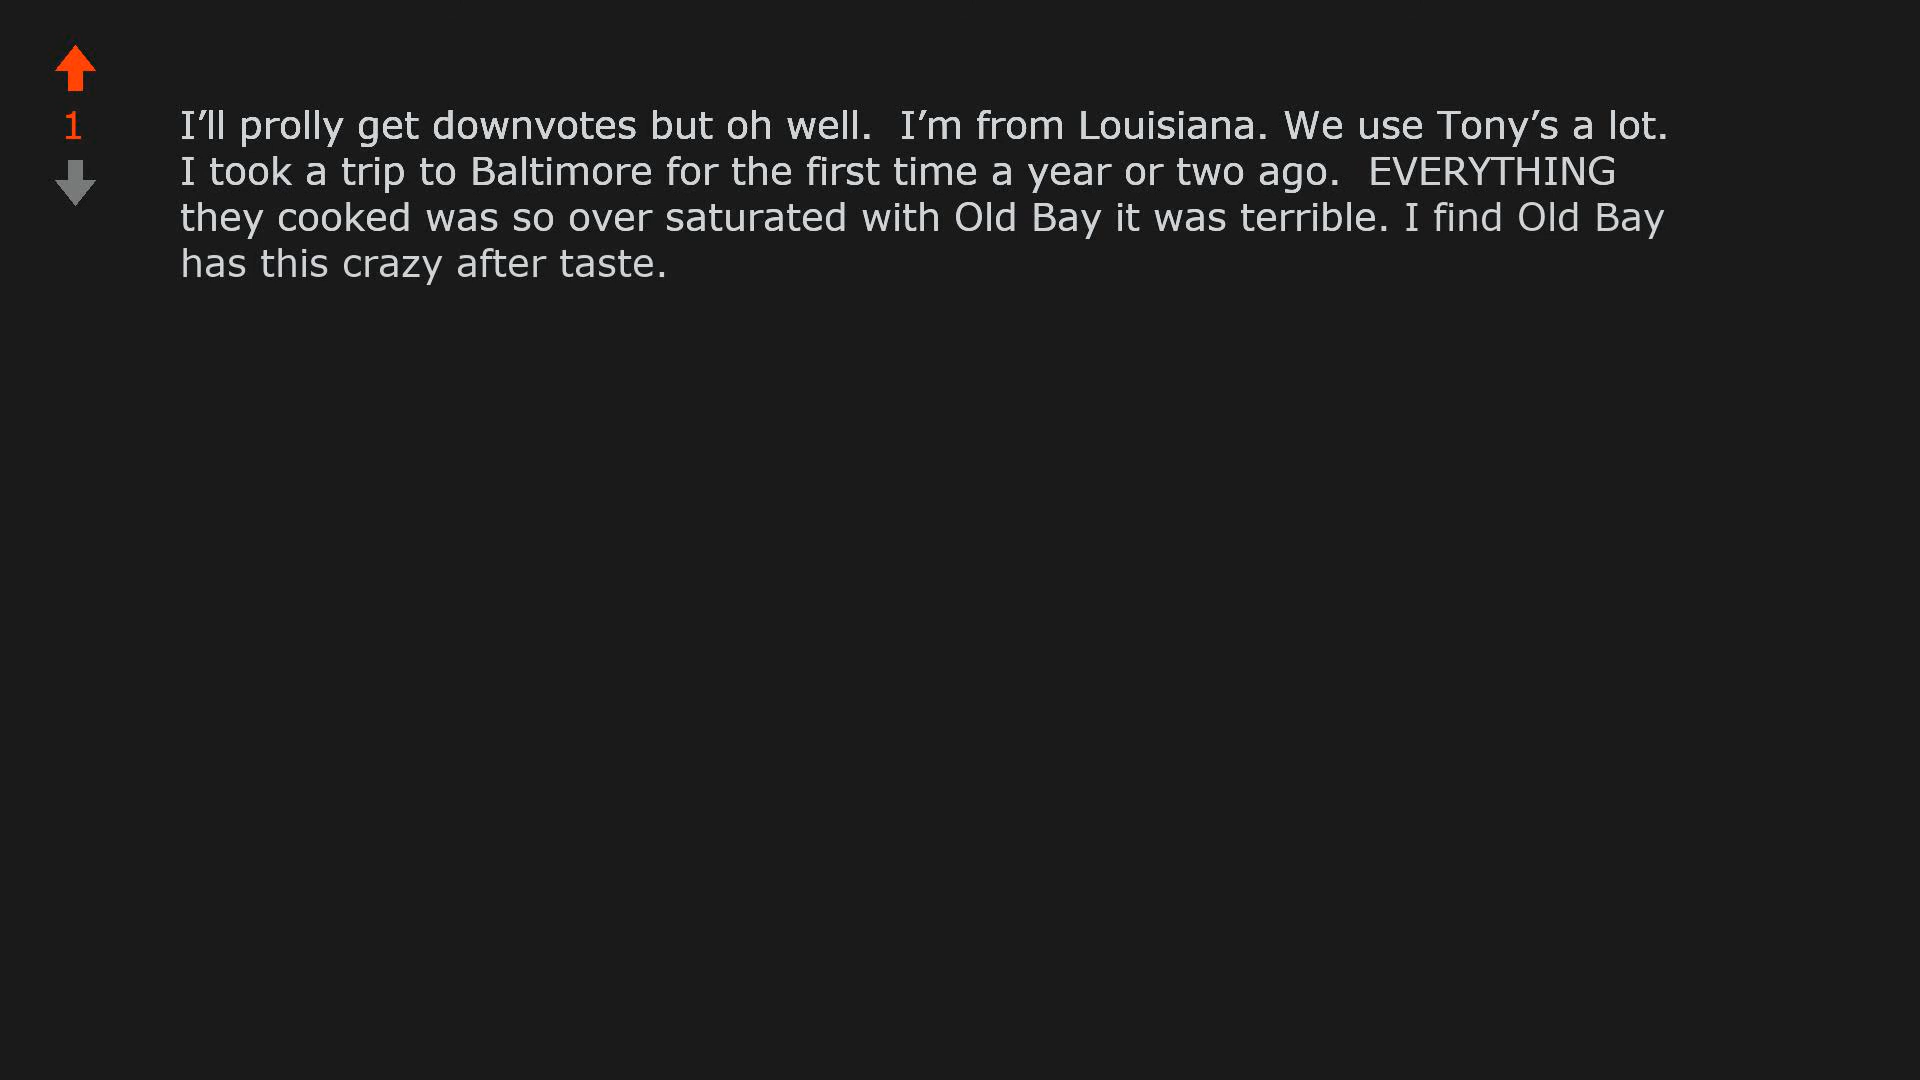 1
I’ll prolly get downvotes but oh well.  I’m from Louisiana. We use Tony’s a lot.
I took a trip to Baltimore for the first time a year or two ago.  EVERYTHING
they cooked was so over saturated with Old Bay it was terrible. I find Old Bay
has this crazy after taste.